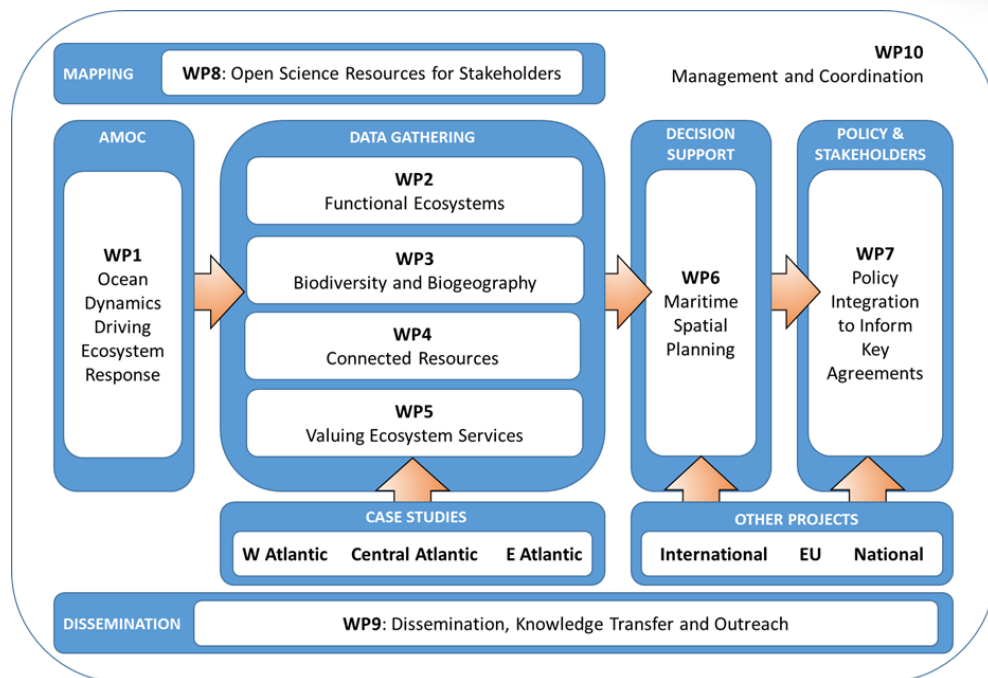 MAPPING
WP8: Open Science Resources for Stakeholders
WP10
Management and Coordination
AMOC
WP1
Ocean
Dynamics
Driving
Ecosystem
Response
DATA GATHERING
WP2
Functional Ecosystems
WP3
Biodiversity and Biogeography
WP4
Connected Resources
WP5
Valuing Ecosystem Services
DECISION
SUPPORT
WP6
Maritime
Spatial
Planning
POLICY &
STAKEHOLDERS
WP7
Policy
Integration
to Inform
Key
Agreements
CASE STUDIES
W Atlantic Central Atlantic E Atlantic
OTHER PROJECTS
International EU National
DISSEMINATION
WP9: Dissemination, Knowledge Transfer and Outreach